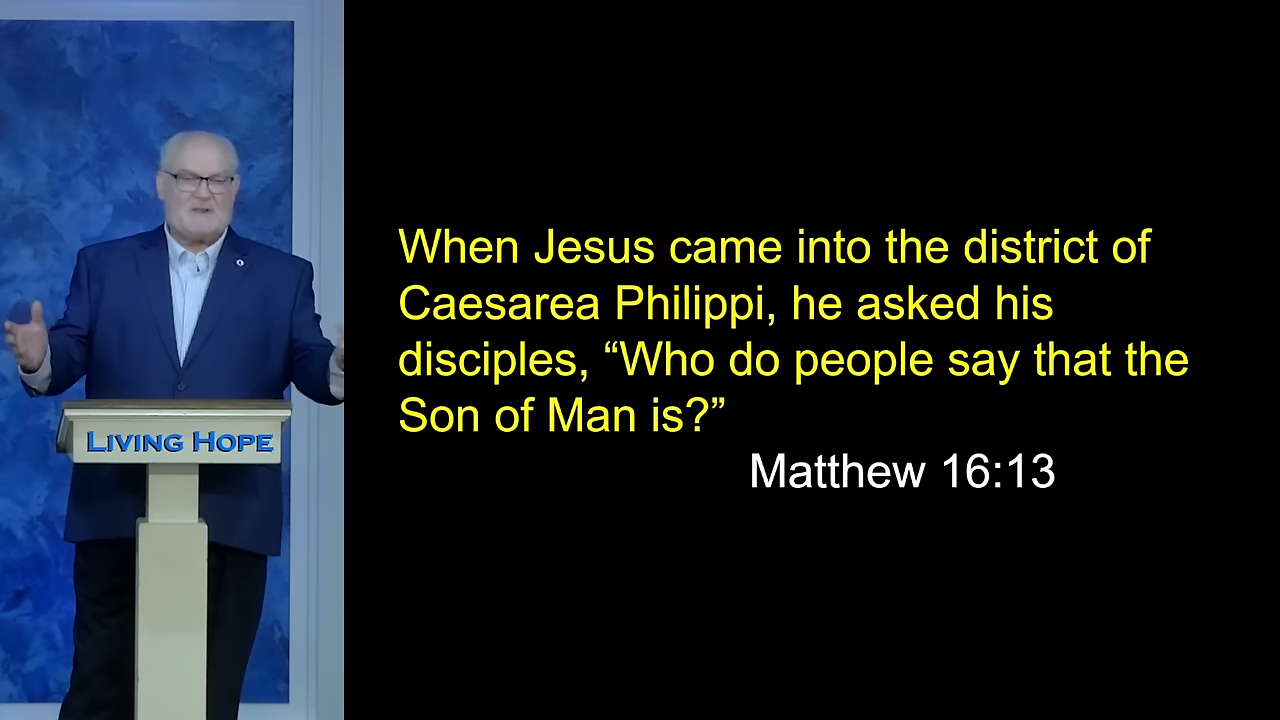 LIVING HOPE
When Jesus came into the district of
Caesarea Philippi, he asked his
disciples, “Who do people say that the
Son of Man is?”
Matthew 16:13